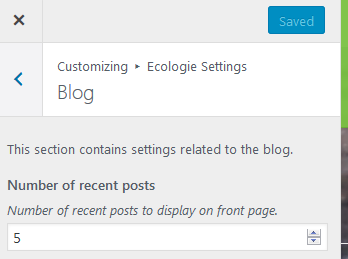 Saved
Customizing ▸ Ecologie Settings
Blog
This section contains settings related to the blog.
Number of recent posts
Number of recent posts to display on front page.
5